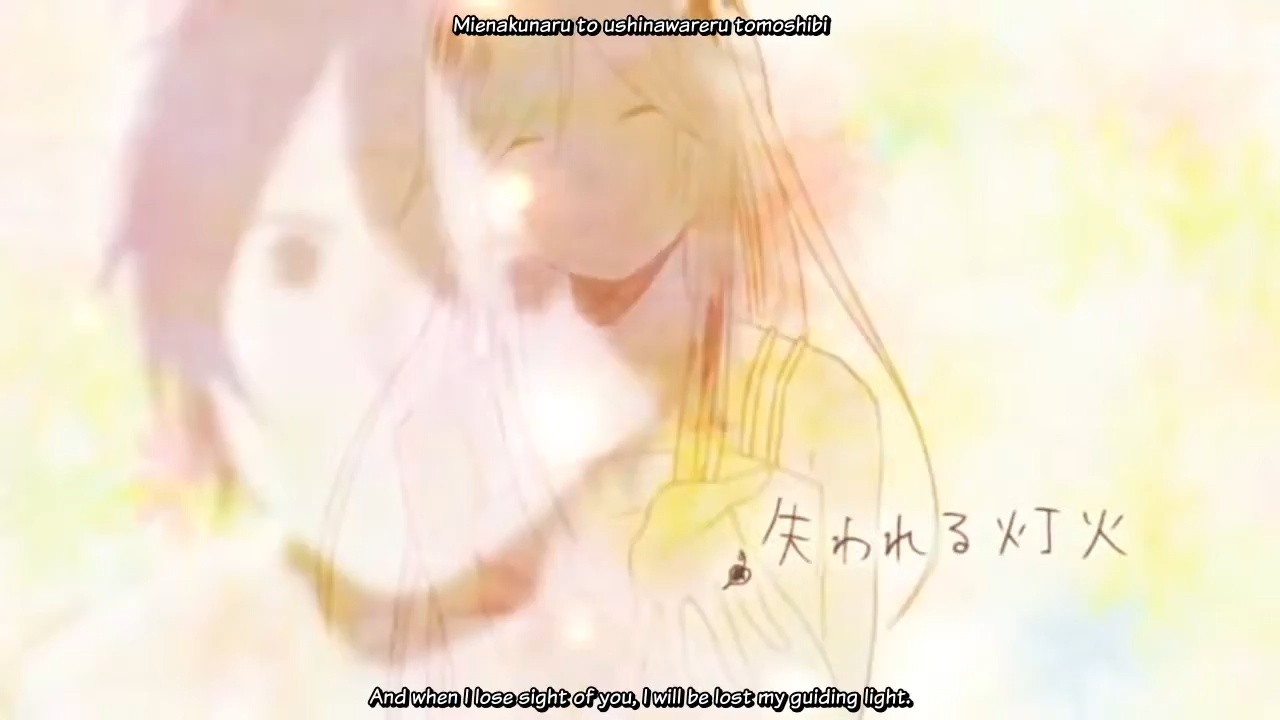 Mienakunaru to ushinawareru tomoshibi
失われる灯火
And when I lose sight of you, I will be lost my guiding light.